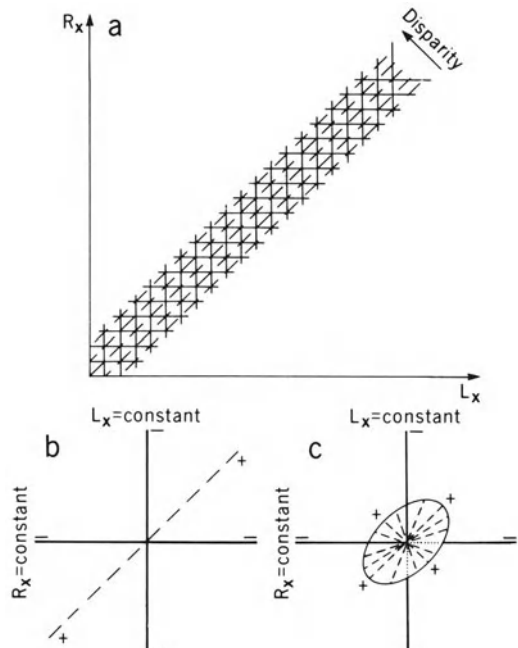 Rx
a
Disparity
Lx
Lx=constant
b
Rx=constant
−
−
−
+
+
Lx=constant
c
Rx=constant
−
−
−
+
+
+
+